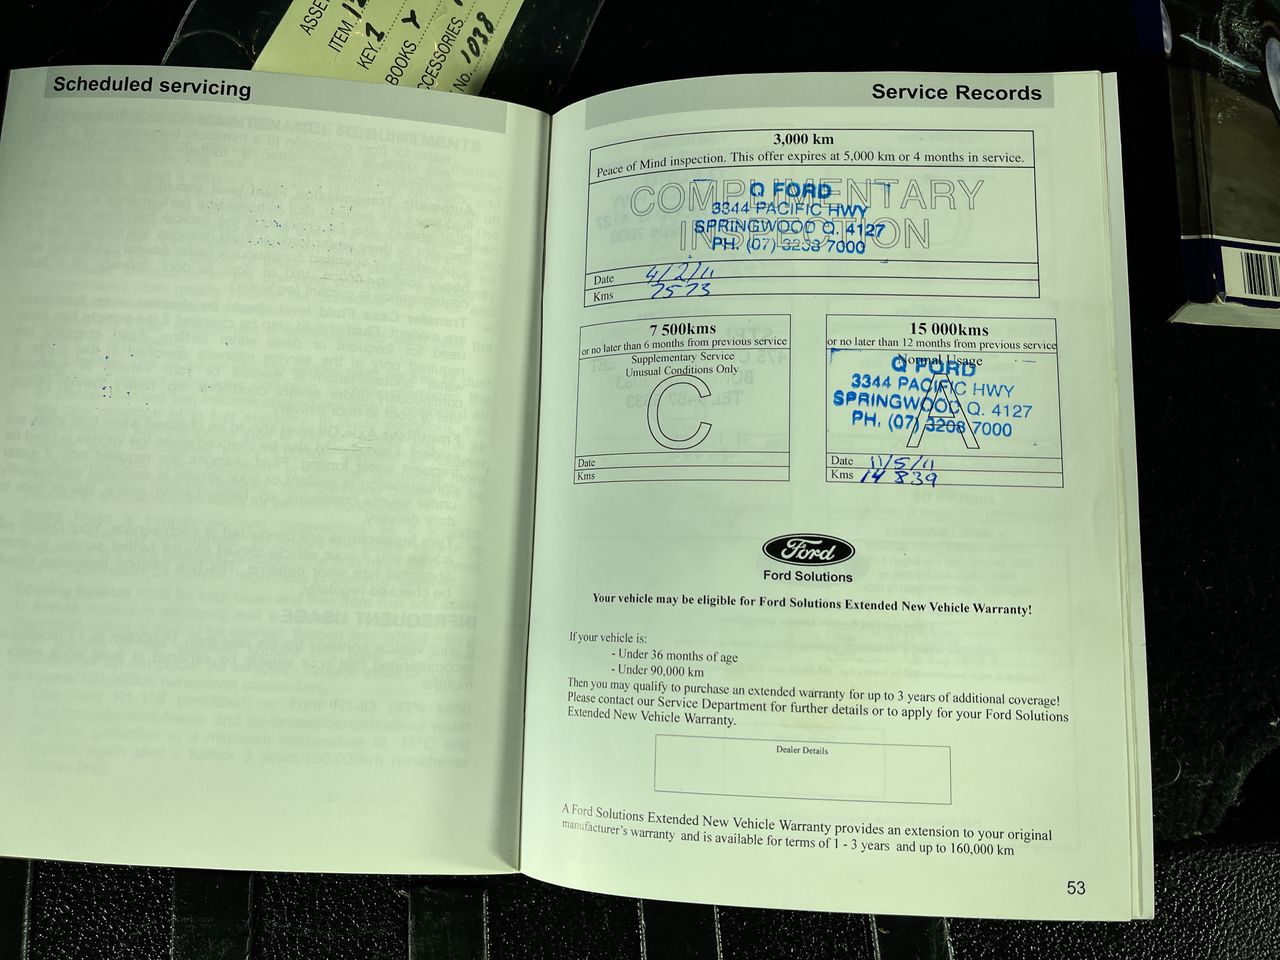 ITEM
KEY 1
BOOKS Y
No. 1038
Scheduled servicing
Service Records
3,000 km
Peace of Mind inspection. This offer expires at 5,000 km or 4 months in service.
COMPLIMENTARY
INSPECTION
Q FORD
3344 PACIFIC HWY
SPRINGWOOD Q. 4127
PH. (07) 3208 7000
Date 4/2/11
Kms 7573
7 500kms
or no later than 6 months from previous service
Supplementary Service
Unusual Conditions Only
C
Date
Kms
15 000kms
or no later than 12 months from previous service
Normal Usage
A
Q FORD
3344 PACIFIC HWY
SPRINGWOOD Q. 4127
PH. (07) 3208 7000
Date 11/5/11
Kms 14 839
Ford
Ford Solutions
Your vehicle may be eligible for Ford Solutions Extended New Vehicle Warranty!
If your vehicle is:
- Under 36 months of age
- Under 90,000 km
Then you may qualify to purchase an extended warranty for up to 3 years of additional coverage!
Please contact our Service Department for further details or to apply for your Ford Solutions
Extended New Vehicle Warranty.
Dealer Details
A Ford Solutions Extended New Vehicle Warranty provides an extension to your original
manufacturer's warranty and is available for terms of 1 - 3 years and up to 160,000 km
53